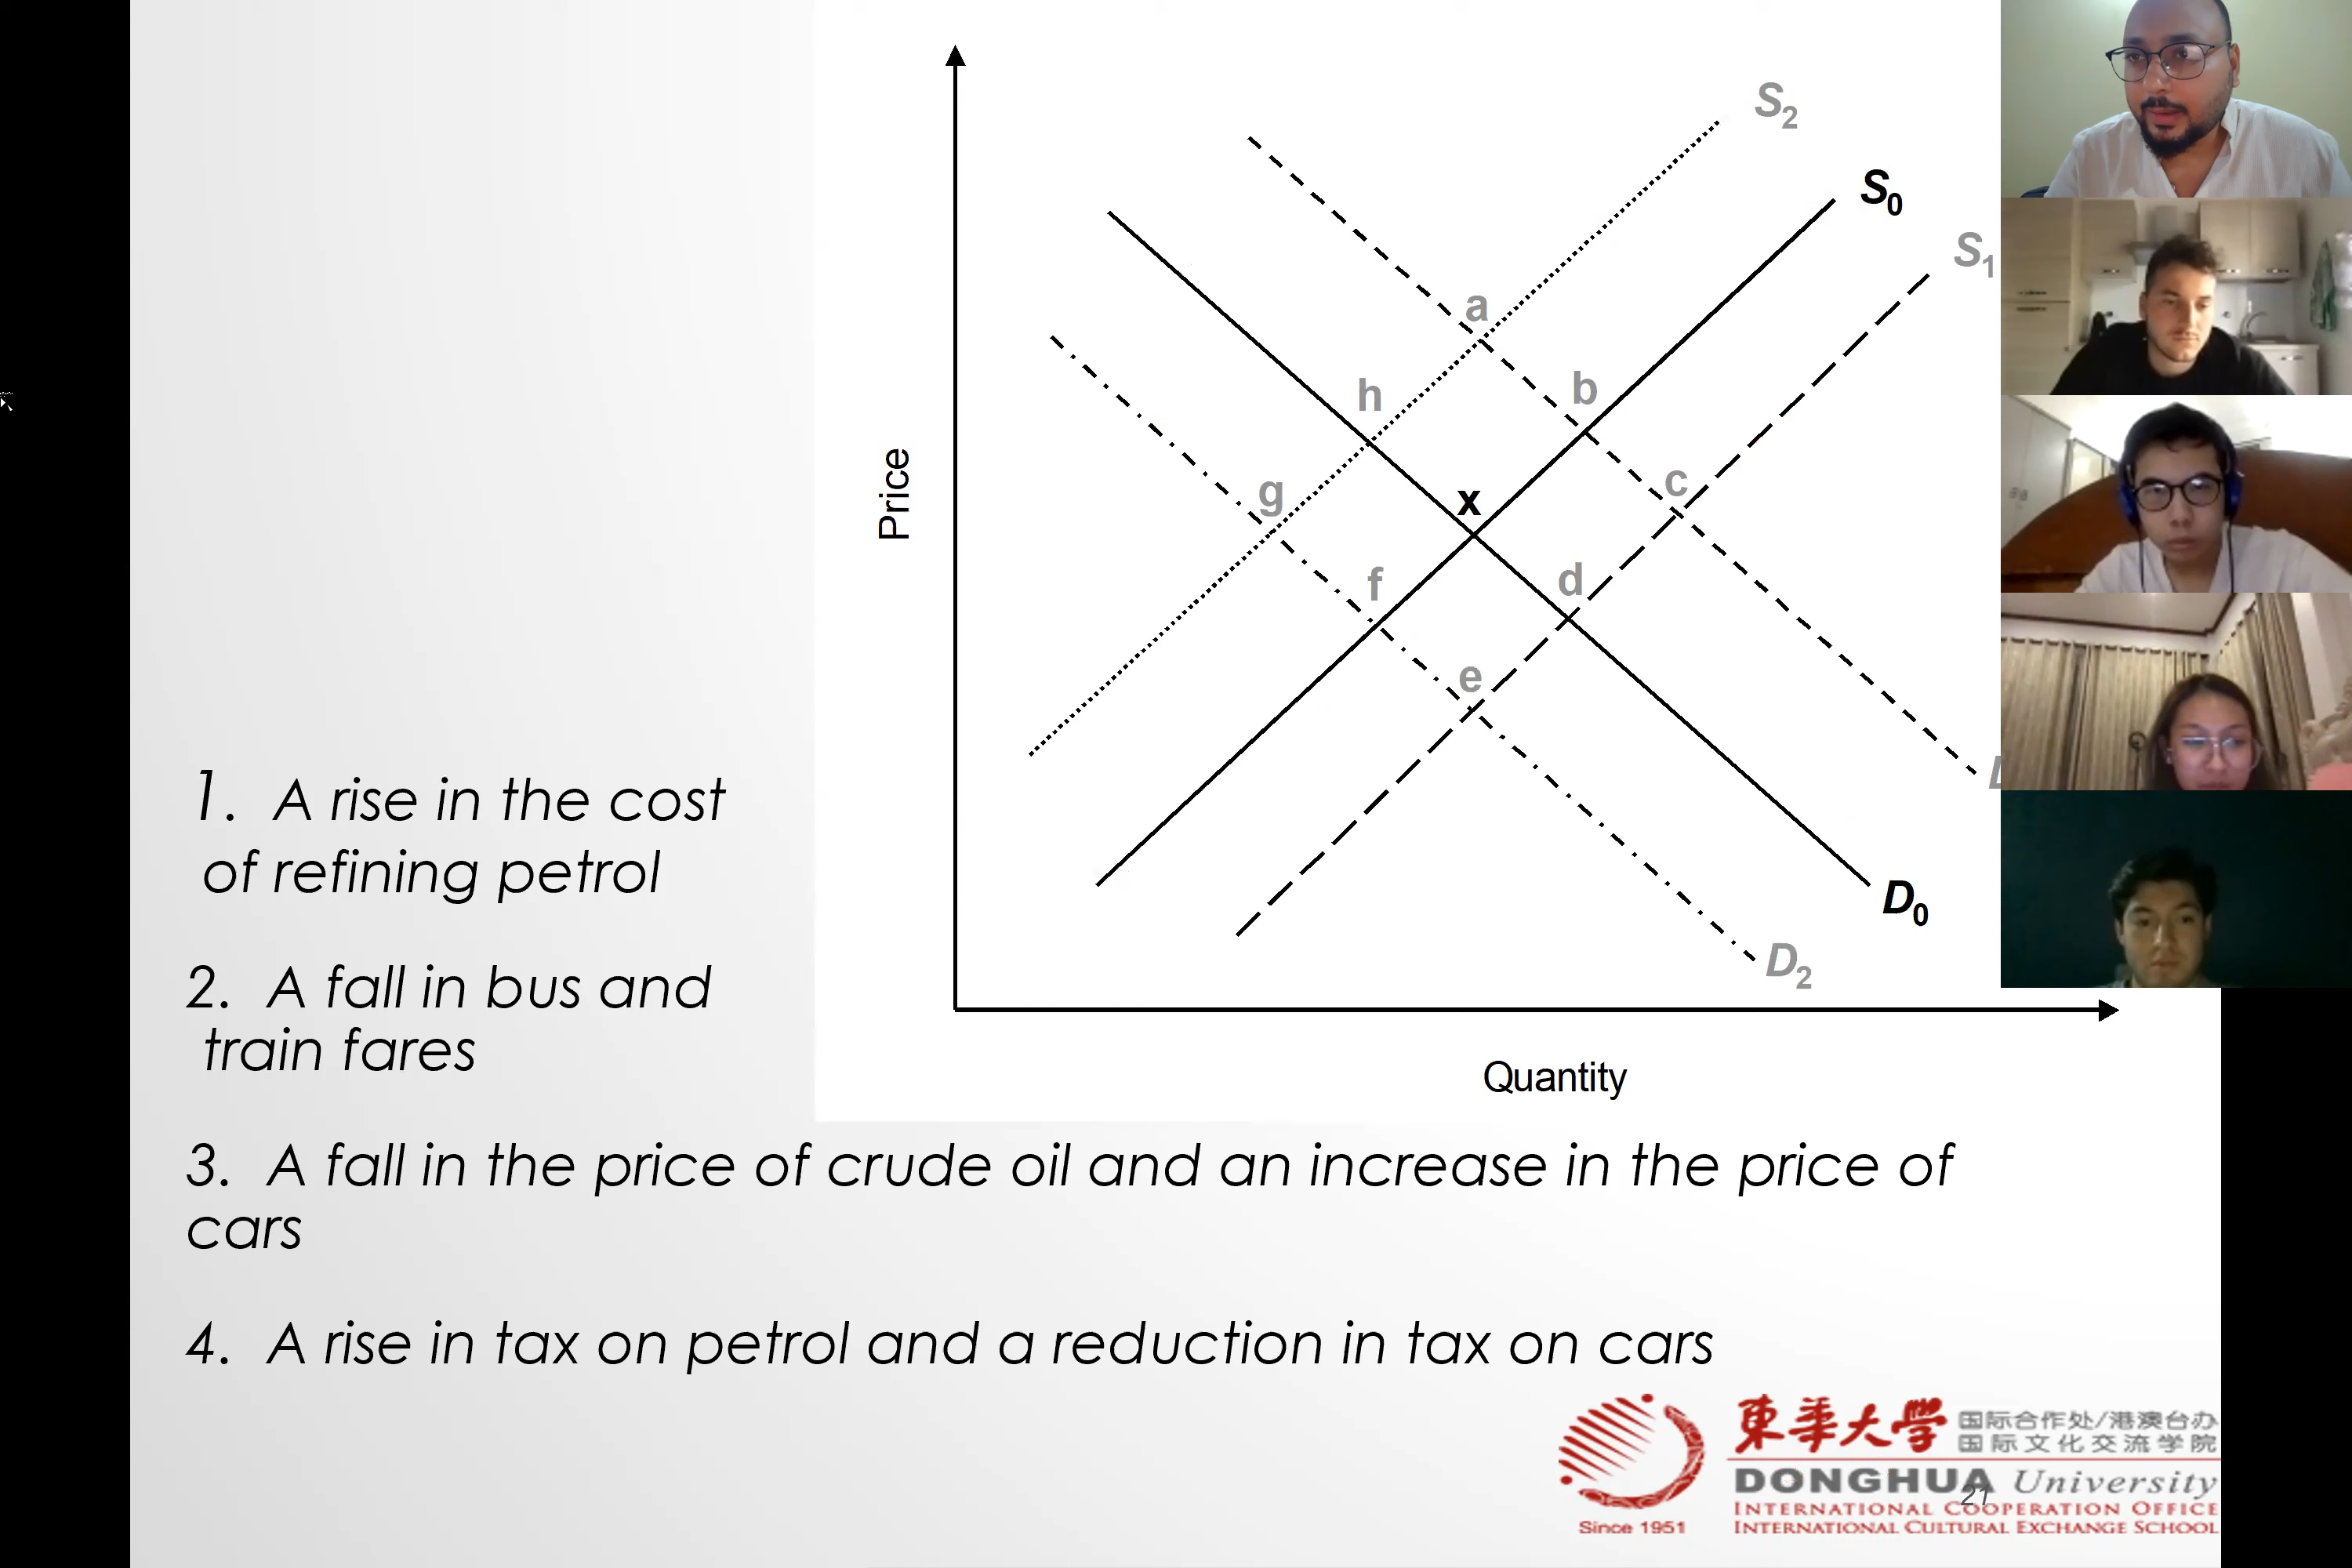 S2
S0
S1
a
h
b
g
x
c
f
d
e
Price
D0
D2
Quantity
1. A rise in the cost
of refining petrol
2. A fall in bus and
train fares
3. A fall in the price of crude oil and an increase in the price of
cars
4. A rise in tax on petrol and a reduction in tax on cars
東華大學
国际合作处/港澳台办
国际文化交流学院
DONGHUA University
21
INTERNATIONAL COOPERATION OFFICE
INTERNATIONAL CULTURAL EXCHANGE SCHOOL
Since 1951